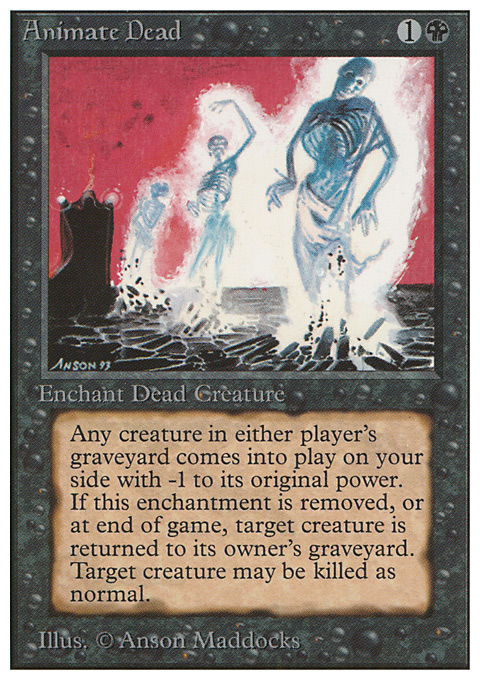 Animate Dead 1
ANSON 93
Enchant Dead Creature
Any creature in either player's
graveyard comes into play on your
side with -1 to its original power.
If this enchantment is removed, or
at end of game, target creature is
returned to its owner's graveyard.
Target creature may be killed as
normal.
Illus. © Anson Maddocks